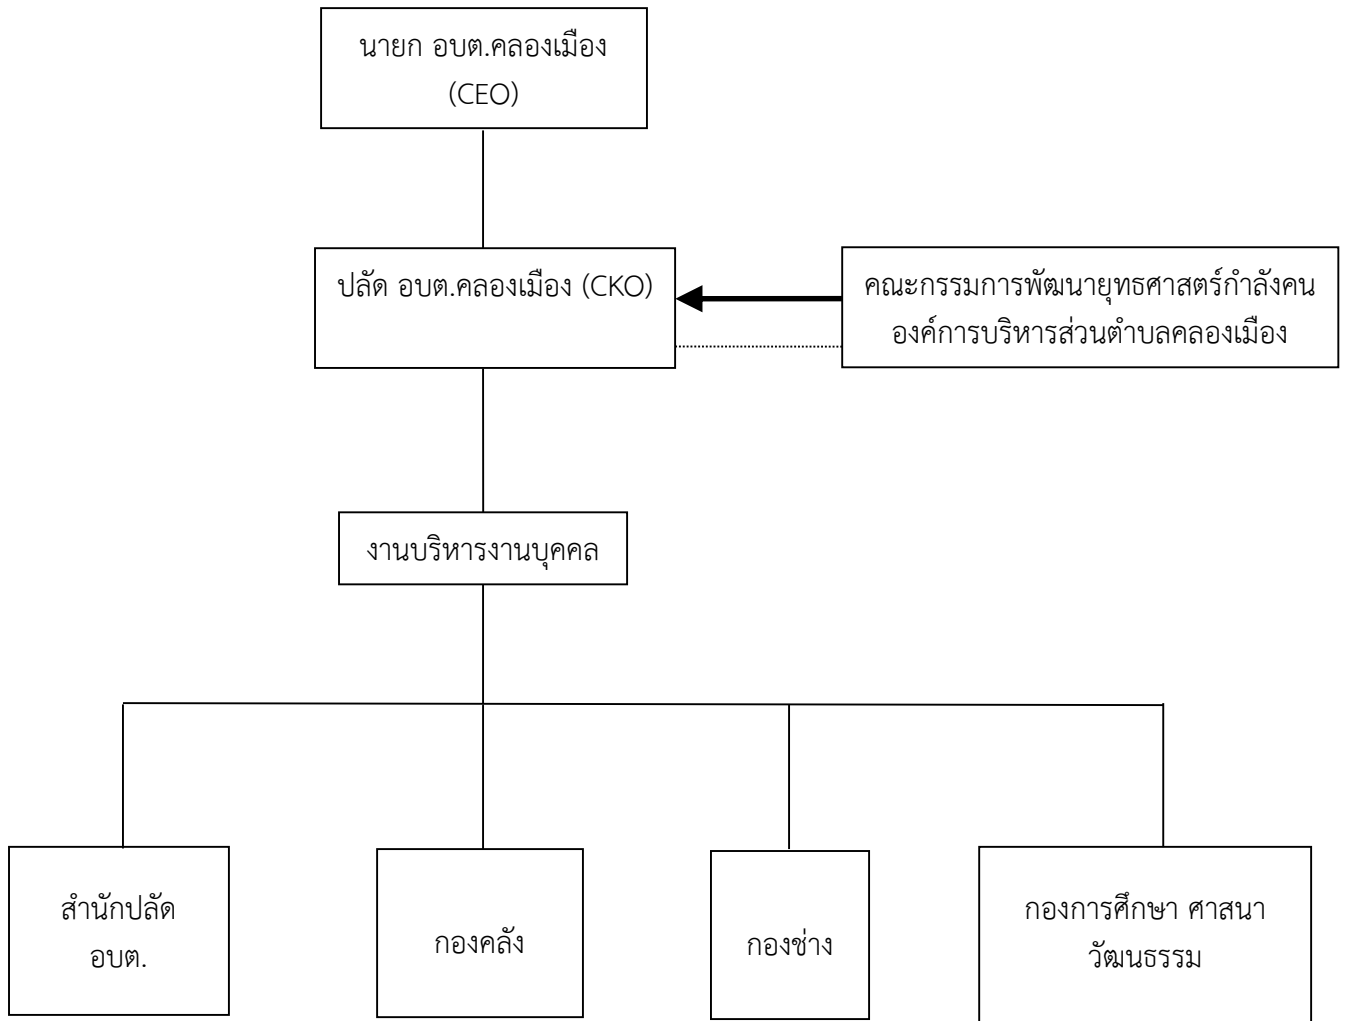 นายก อบต.คลองเมือง
(CEO)
ปลัด อบต.คลองเมือง (CKO)
คณะกรรมการพัฒนายุทธศาสตร์กำลังคน
องค์การบริหารส่วนตำบลคลองเมือง
งานบริหารงานบุคคล
สำนักปลัด
อบต.
กองคลัง
กองช่าง
กองการศึกษา ศาสนา
วัฒนธรรม